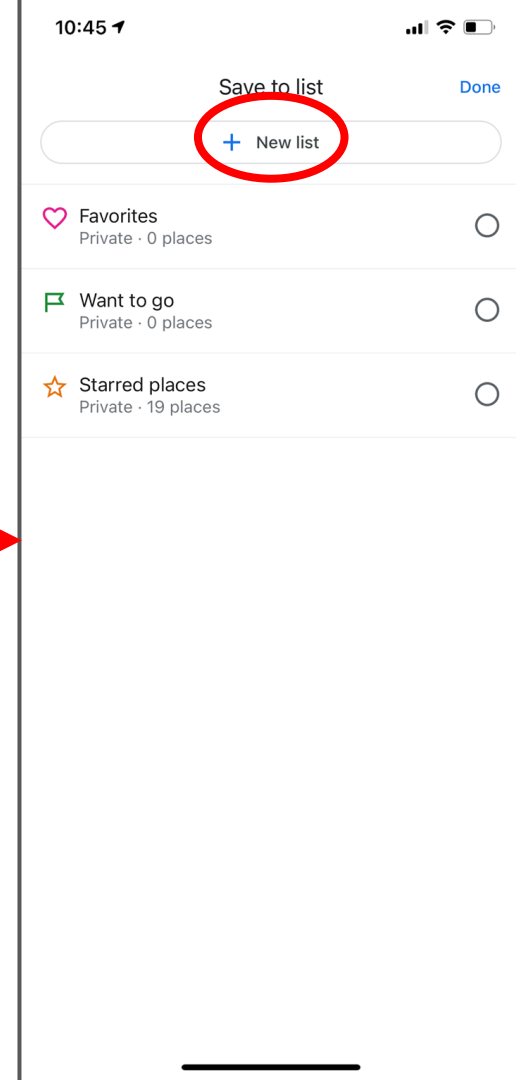 10:45
Save to list
Done
+ New list
Favorites
Private · 0 places
Want to go
Private · 0 places
Starred places
Private · 19 places